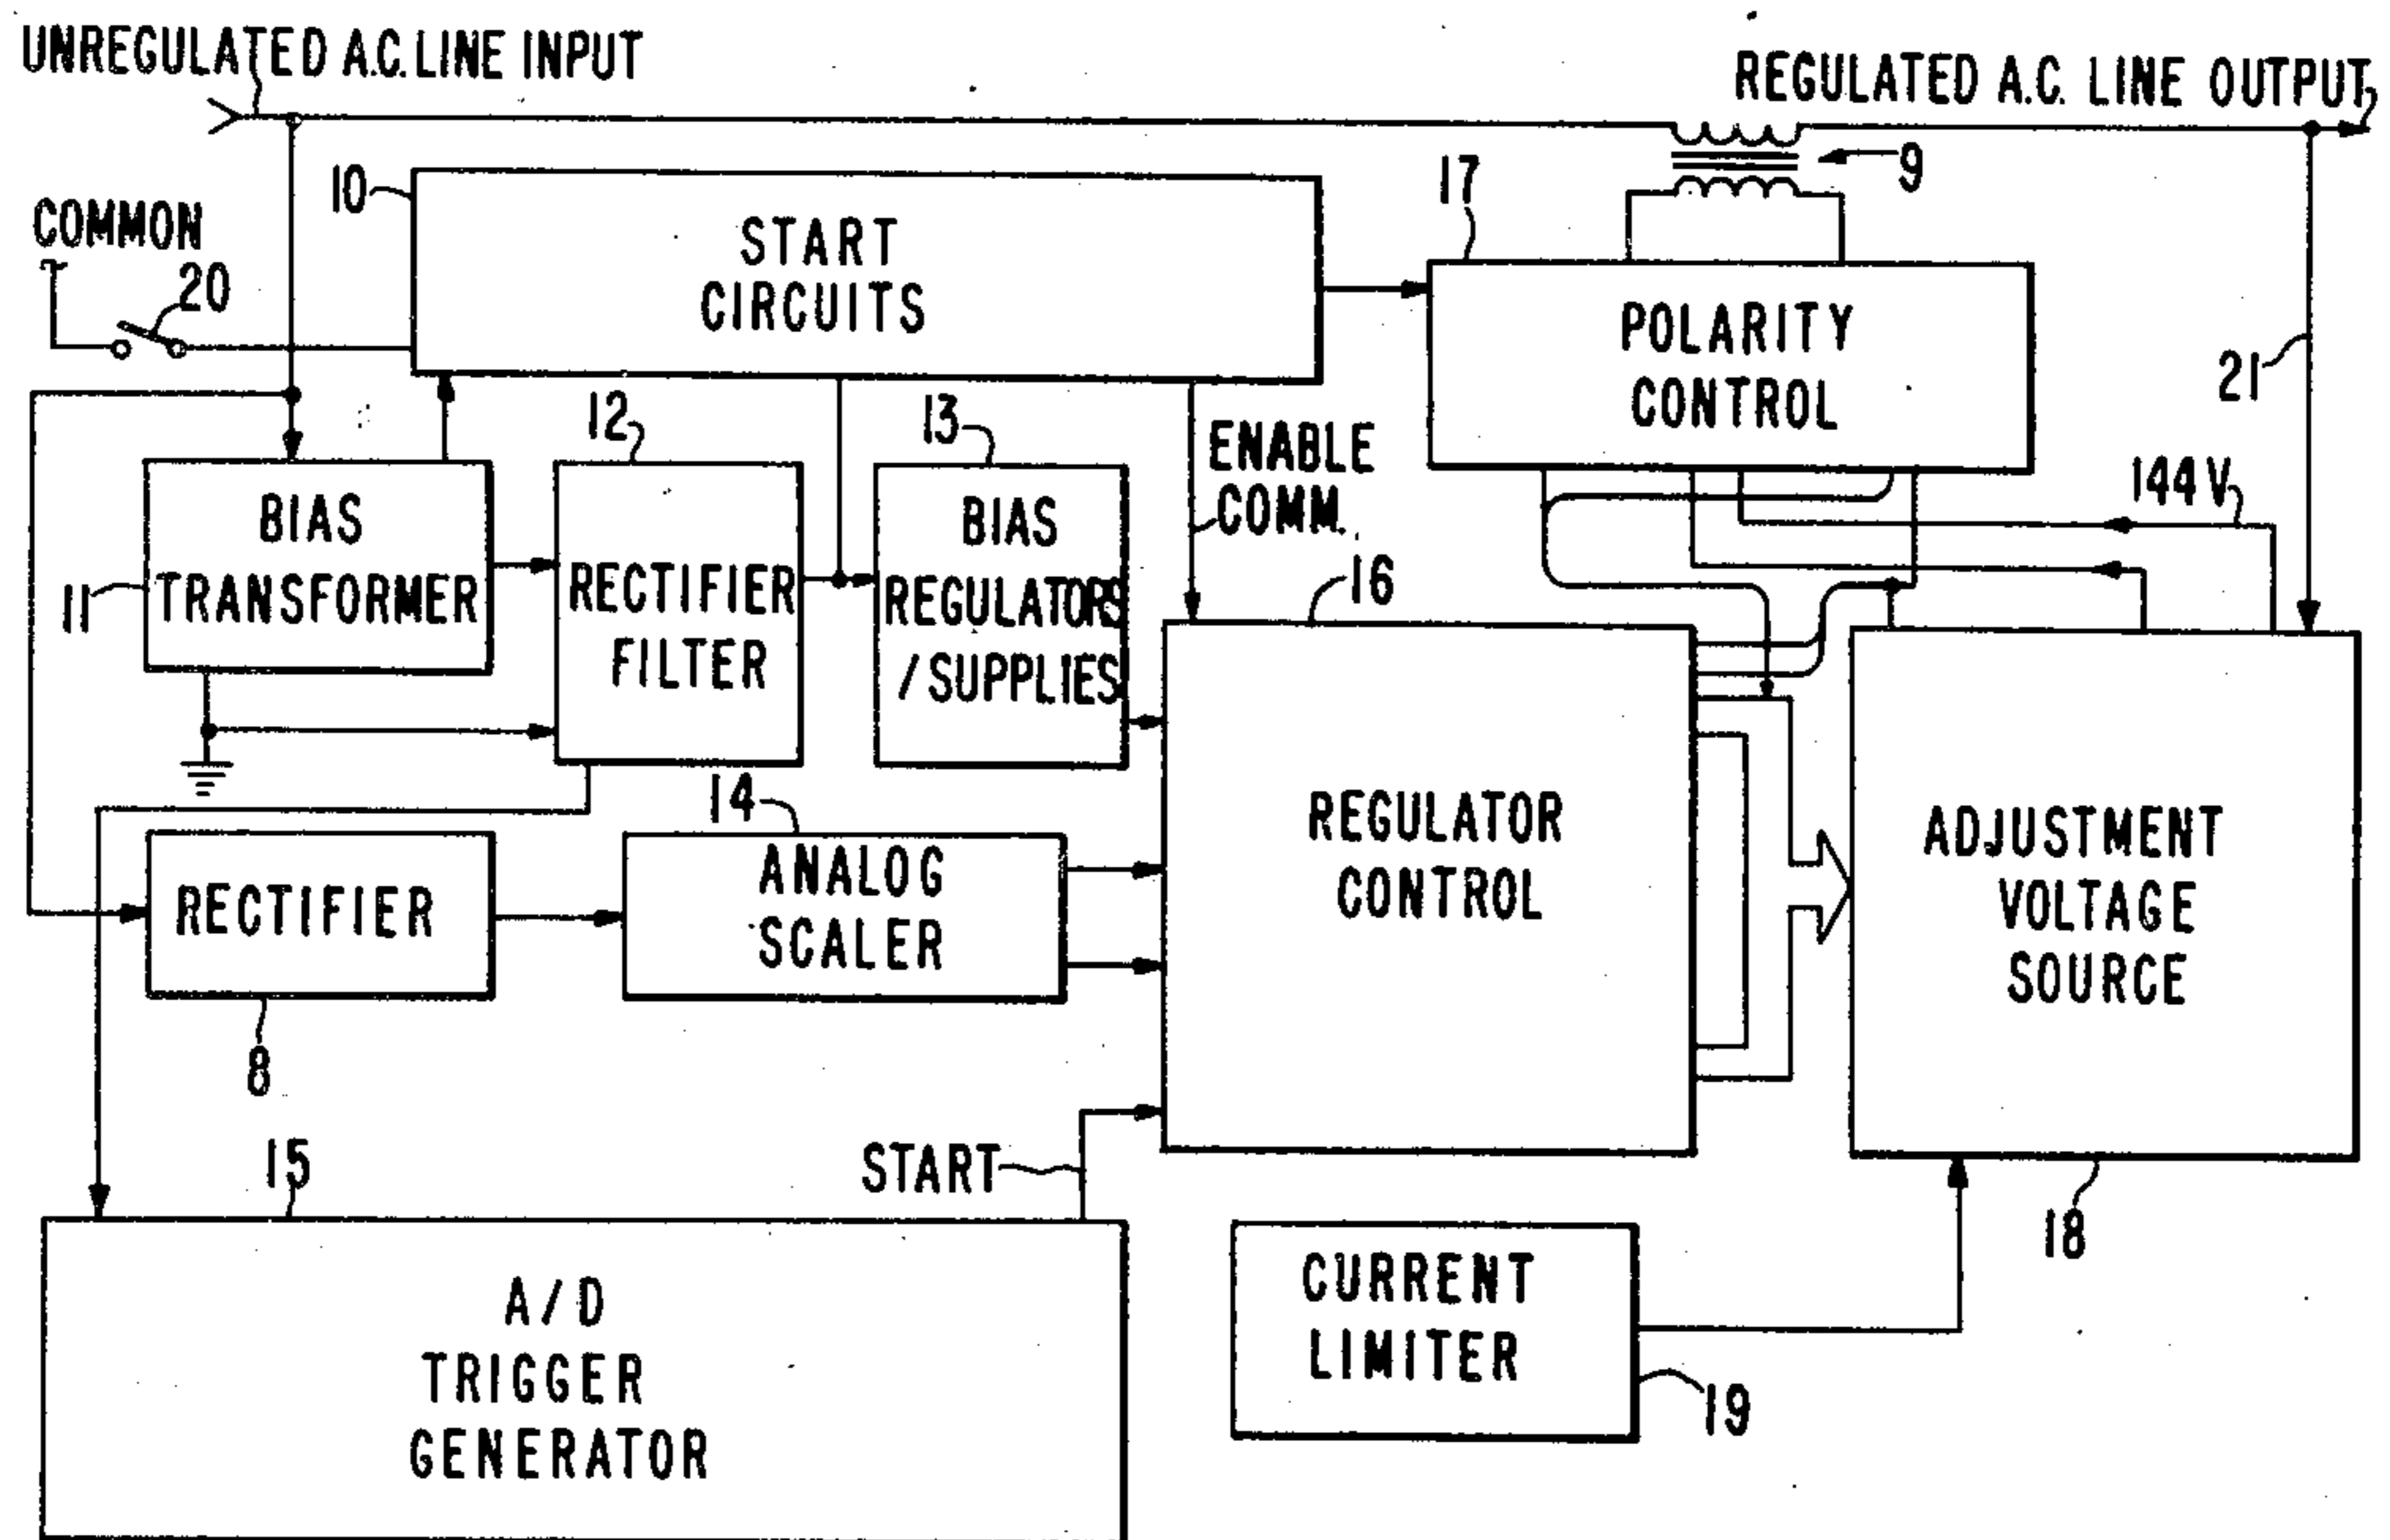 UNREGULATED A.C. LINE INPUT
REGULATED A.C. LINE OUTPUT
9
10
START
CIRCUITS
17
COMMON
20
POLARITY
CONTROL
21
12
13
ENABLE
COMM.
144 V
11
BIAS
TRANSFORMER
RECTIFIER
FILTER
BIAS
REGULATORS
/SUPPLIES
16
14
RECTIFIER
8
ANALOG
SCALER
REGULATOR
CONTROL
ADJUSTMENT
VOLTAGE
SOURCE
15
START
18
A/D
TRIGGER
GENERATOR
CURRENT
LIMITER
19